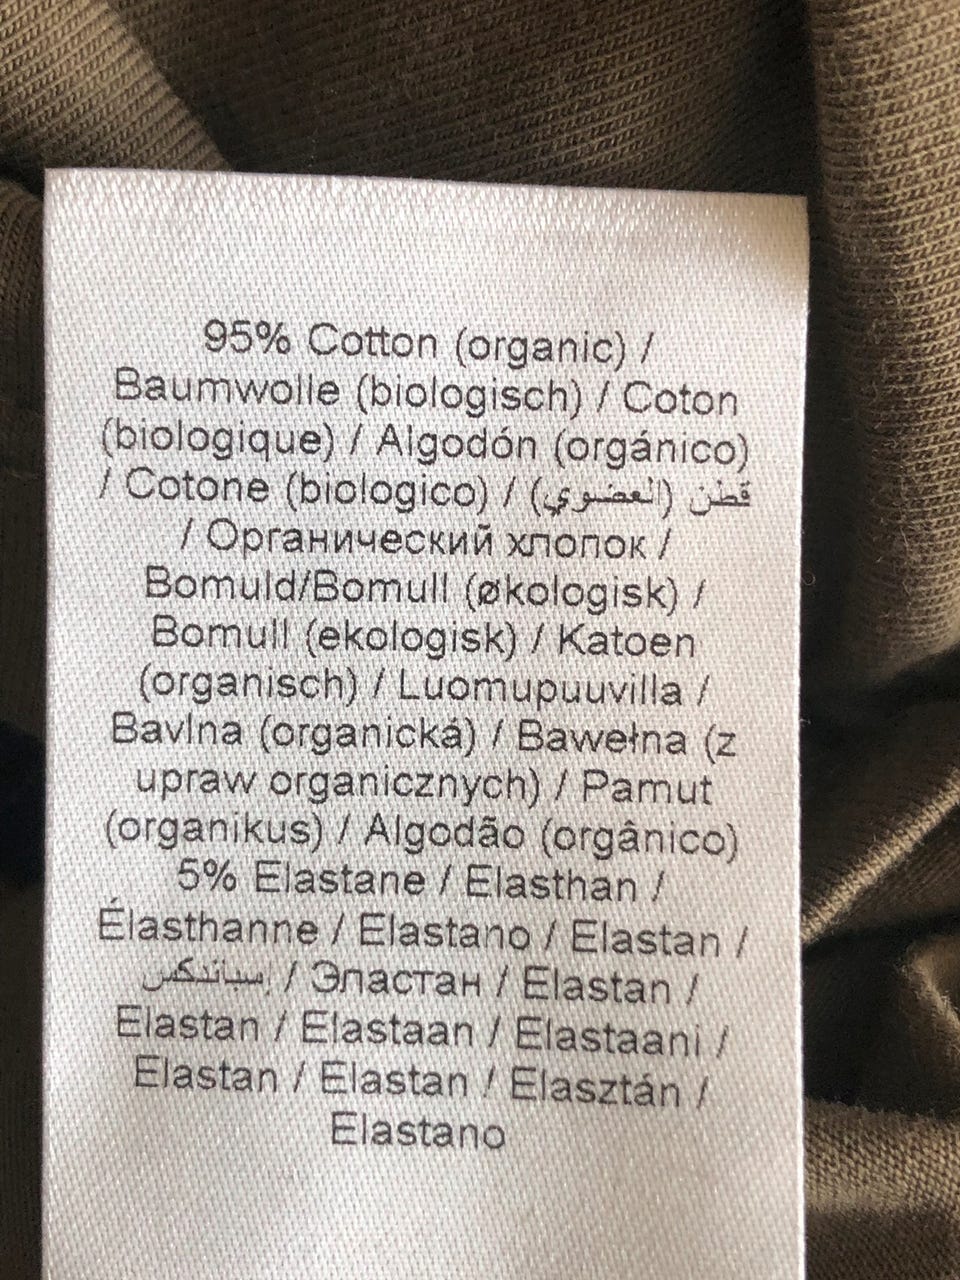 95% Cotton (organic) /
Baumwolle (biologisch) / Coton
(biologique) / Algodón (orgánico)
/ Cotone (biologico) / قطن (العضوي)
/ Органический хлопок /
Bomuld/Bomull (økologisk) /
Bomull (ekologisk) / Katoen
(organisch) / Luomupuuvilla /
Bavlna (organická) / Bawełna (z
upraw organicznych) / Pamut
(organikus) / Algodão (orgânico)
5% Elastane / Elasthan /
Élasthanne / Elastano / Elastan /
إسباندكس / Эластан / Elastan /
Elastan / Elastaan / Elastaani /
Elastan / Elastan / Elasztán /
Elastano